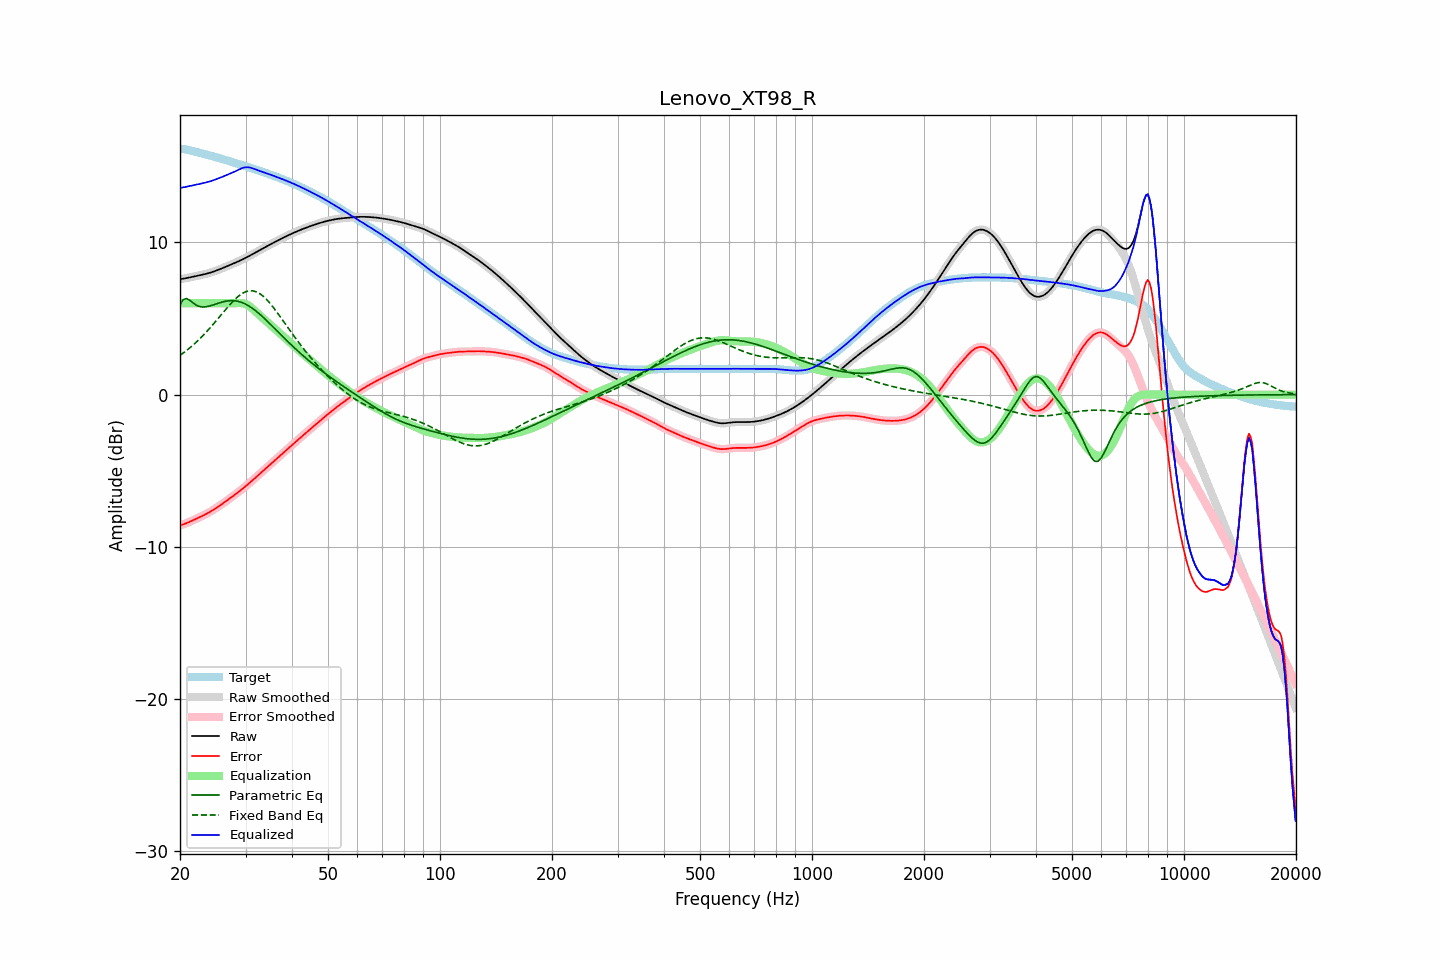 Lenovo_XT98_R
Amplitude (dBr)
10
0
−10
−20
−30
Target
Raw Smoothed
Error Smoothed
Raw
Error
Equalization
Parametric Eq
Fixed Band Eq
Equalized
20 50 100 200 500 1000 2000 5000 10000 20000
Frequency (Hz)